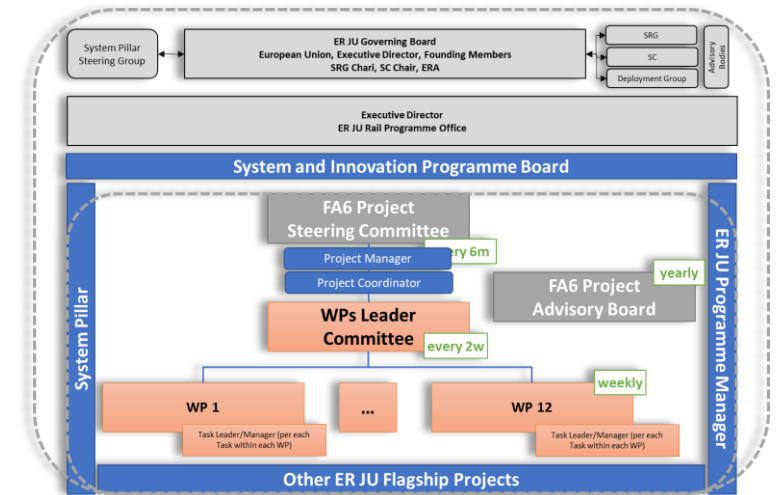 System Pillar
Steering Group
ER JU Governing Board
European Union, Executive Director, Founding Members
SRG Chari, SC Chair, ERA
SRG
SC
Deployment Group
Advisory
Bodies
Executive Director
ER JU Rail Programme Office
System and Innovation Programme Board
System Pillar
ER JU Programme Manager
FA6 Project
Steering Committee
ery 6m
Project Manager
Project Coordinator
FA6 Project
Advisory Board
yearly
WPs Leader
Committee
every 2w
WP 1
Task Leader/Manager (per each
Task within each WP)
...
WP 12
weekly
Task Leader/Manager (per each
Task within each WP)
Other ER JU Flagship Projects